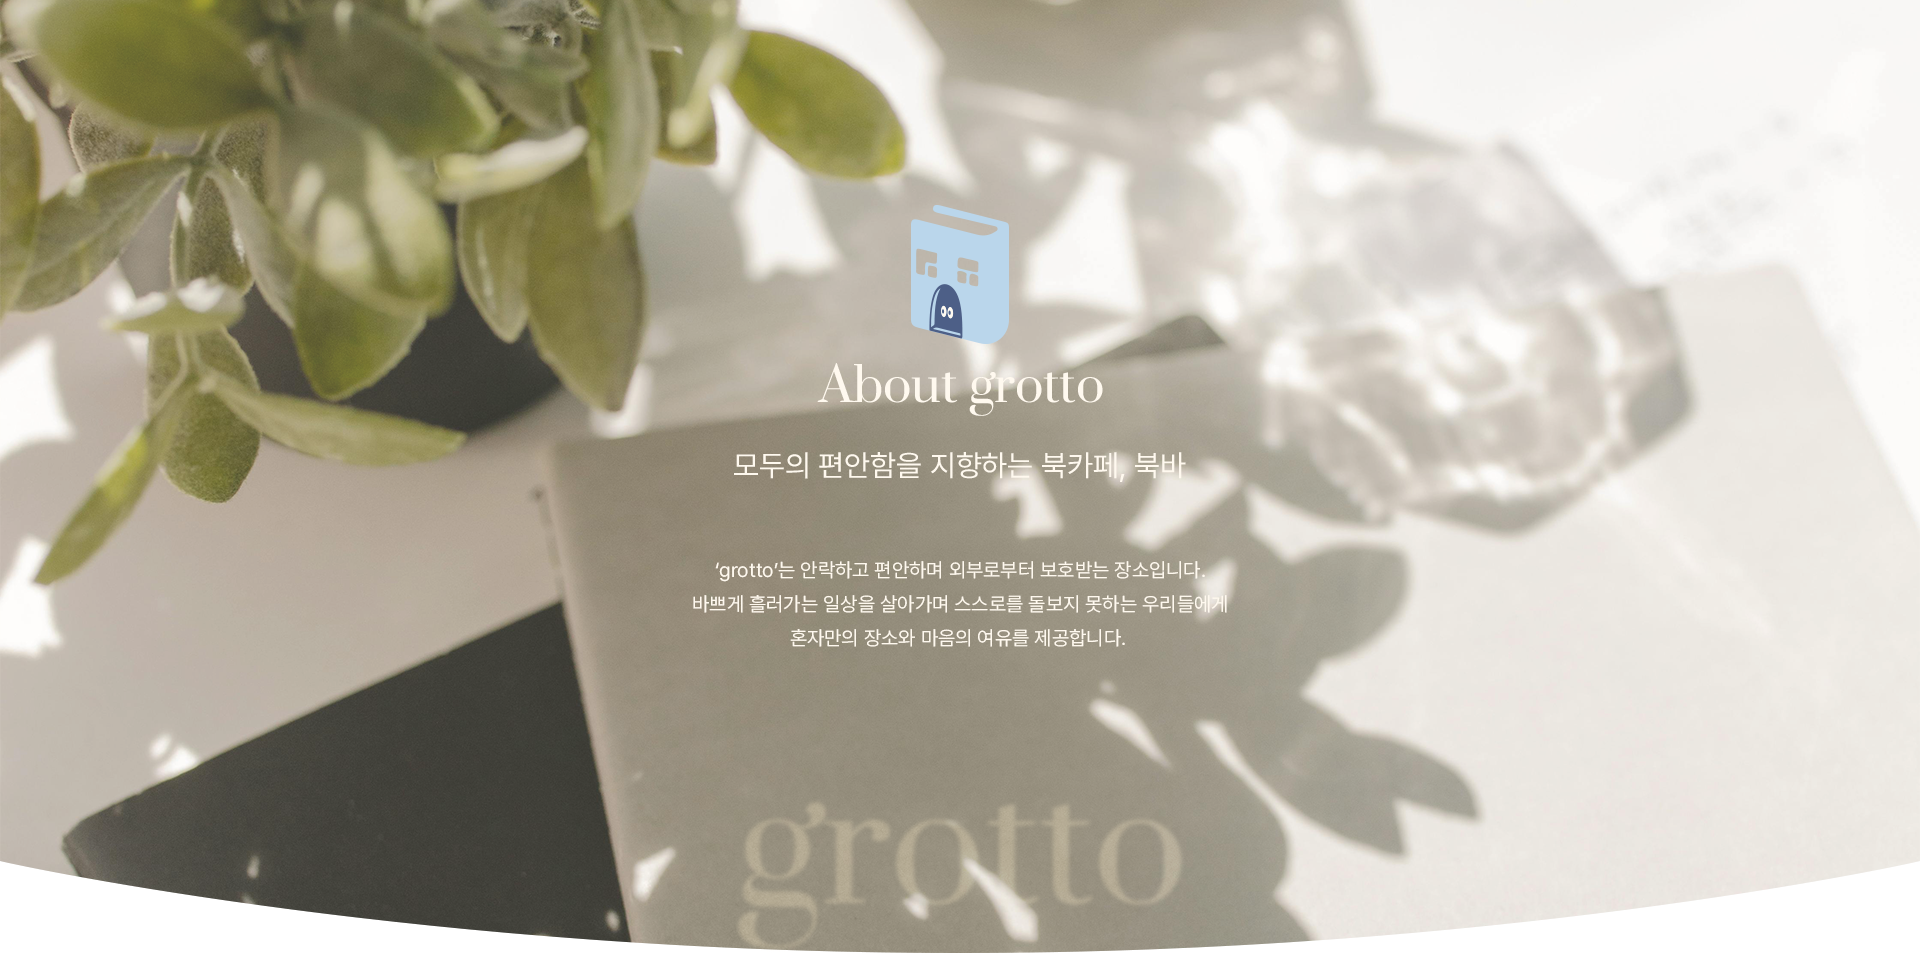 About grotto
모두의 편안함을 지향하는 북카페, 북바
‘grotto’는 안락하고 편안하며 외부로부터 보호받는 장소입니다.
바쁘게 흘러가는 일상을 살아가며 스스로를 돌보지 못하는 우리들에게
혼자만의 장소와 마음의 여유를 제공합니다.
grotto